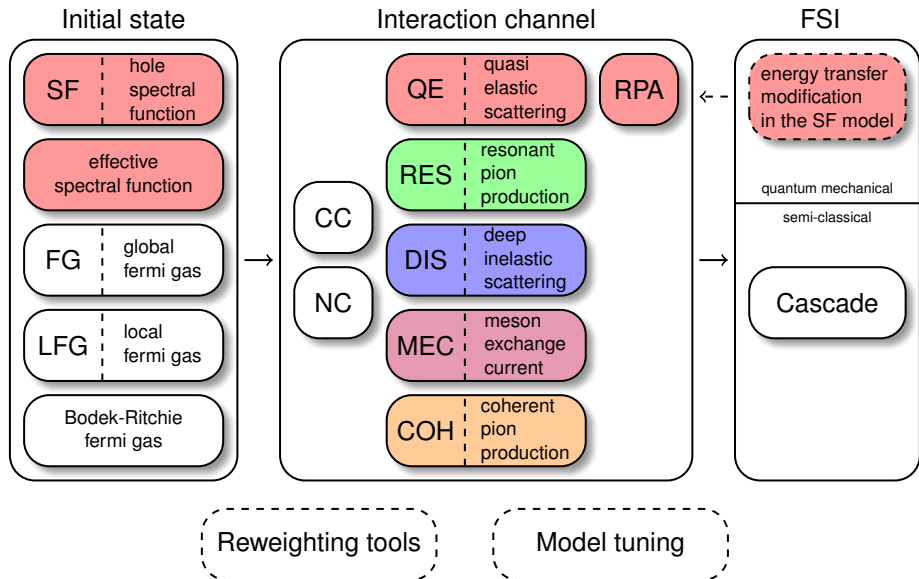 Initial state
SF
hole
spectral
function
effective
spectral function
FG
global
fermi gas
LFG
local
fermi gas
Bodek-Ritchie
fermi gas
Interaction channel
CC
NC
QE
quasi
elastic
scattering
RPA
RES
resonant
pion
production
DIS
deep
inelastic
scattering
MEC
meson
exchange
current
COH
coherent
pion
production
FSI
energy transfer
modification
in the SF model
quantum mechanical
semi-classical
Cascade
Reweighting tools
Model tuning